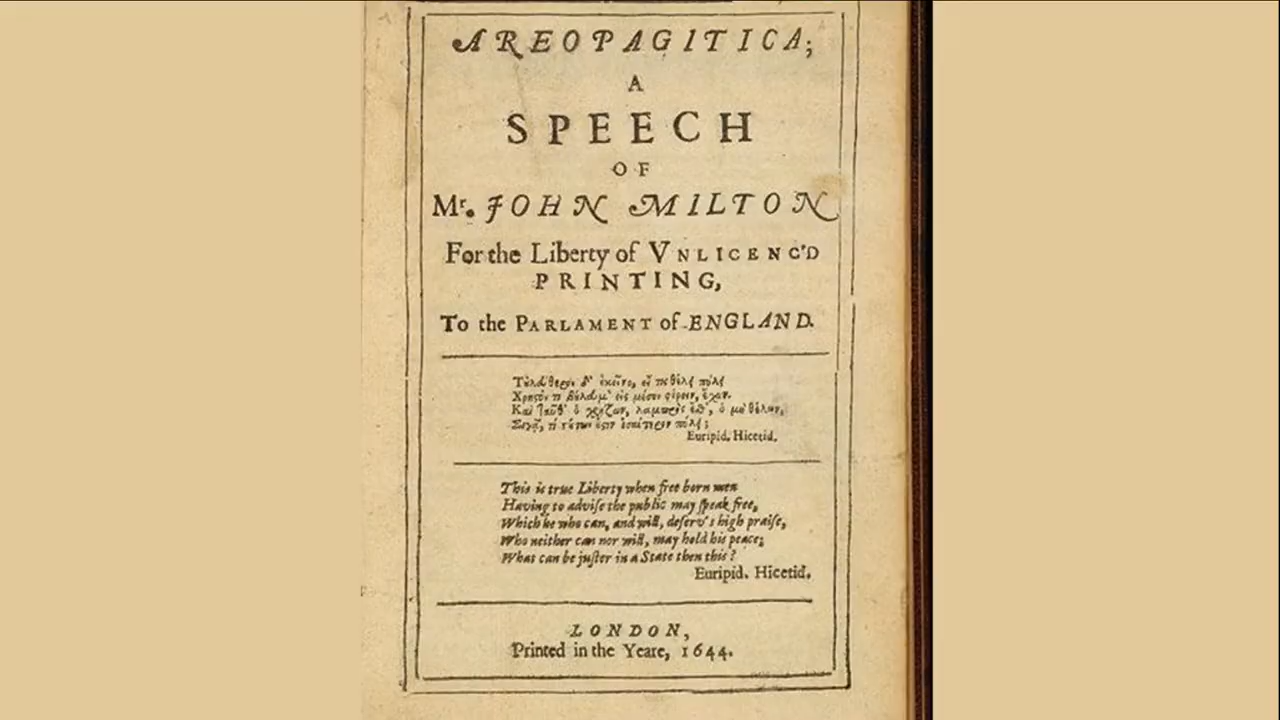 AREOPAGITICA;
A
SPEECH
OF
Mr. JOHN MILTON
For the Liberty of VNLICENC'D
PRINTING,
To the PARLAMENT of ENGLAND.
Euripid. Hicetid.
This is true Liberty when free born men
Having to advise the public may speak free,
Which he who can, and will, deserv's high praise,
Who neither can nor will, may hold his peace;
What can be juster in a State then this?
Euripid. Hicetid.
LONDON,
Printed in the Yeare, 1644.